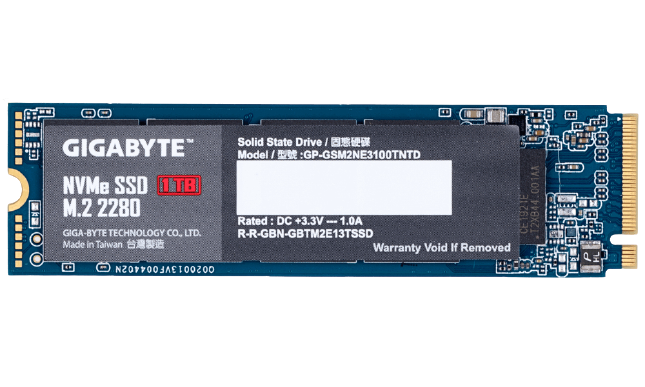 GIGABYTE™
NVMe SSD 1TB
M.2 2280
GIGA-BYTE TECHNOLOGY CO., LTD.
Made in Taiwan 台灣製造
Solid State Drive / 固態硬碟
Model / 型號 :GP-GSM2NE3100TNTD
Rated : DC +3.3V --- 1.0A
R-R-GBN-GBTM2E13TSSD
Warranty Void If Removed
QD20013VF004402N